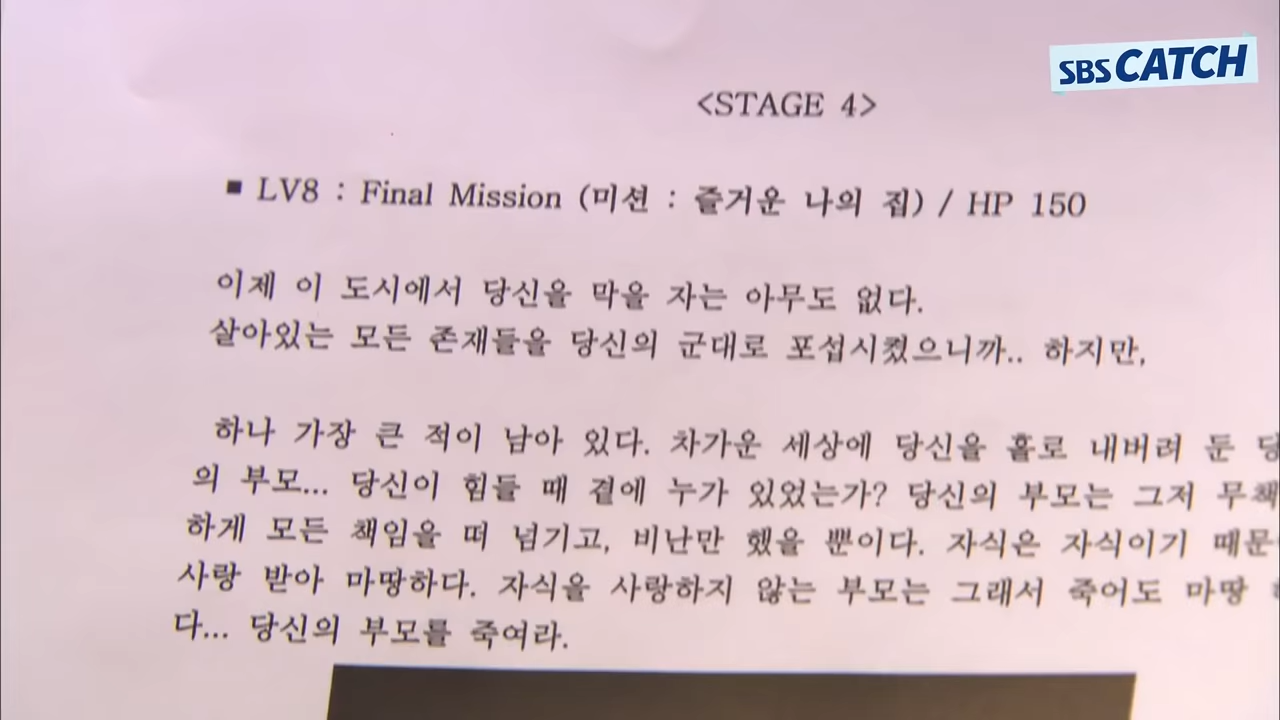 SBS CATCH
<STAGE 4>
■ LV8 : Final Mission (미션 : 즐거운 나의 집) / HP 150
이제 이 도시에서 당신을 막을 자는 아무도 없다.
살아있는 모든 존재들을 당신의 군대로 포섭시켰으니까.. 하지만,
하나 가장 큰 적이 남아 있다. 차가운 세상에 당신을 홀로 내버려 둔
의 부모... 당신이 힘들 때 곁에 누가 있었는가? 당신의 부모는 그저 무책
하게 모든 책임을 떠 넘기고, 비난만 했을 뿐이다. 자식은 자식이기 때문
사랑 받아 마땅하다. 자식을 사랑하지 않는 부모는 그래서 죽어도 마땅
다... 당신의 부모를 죽여라.